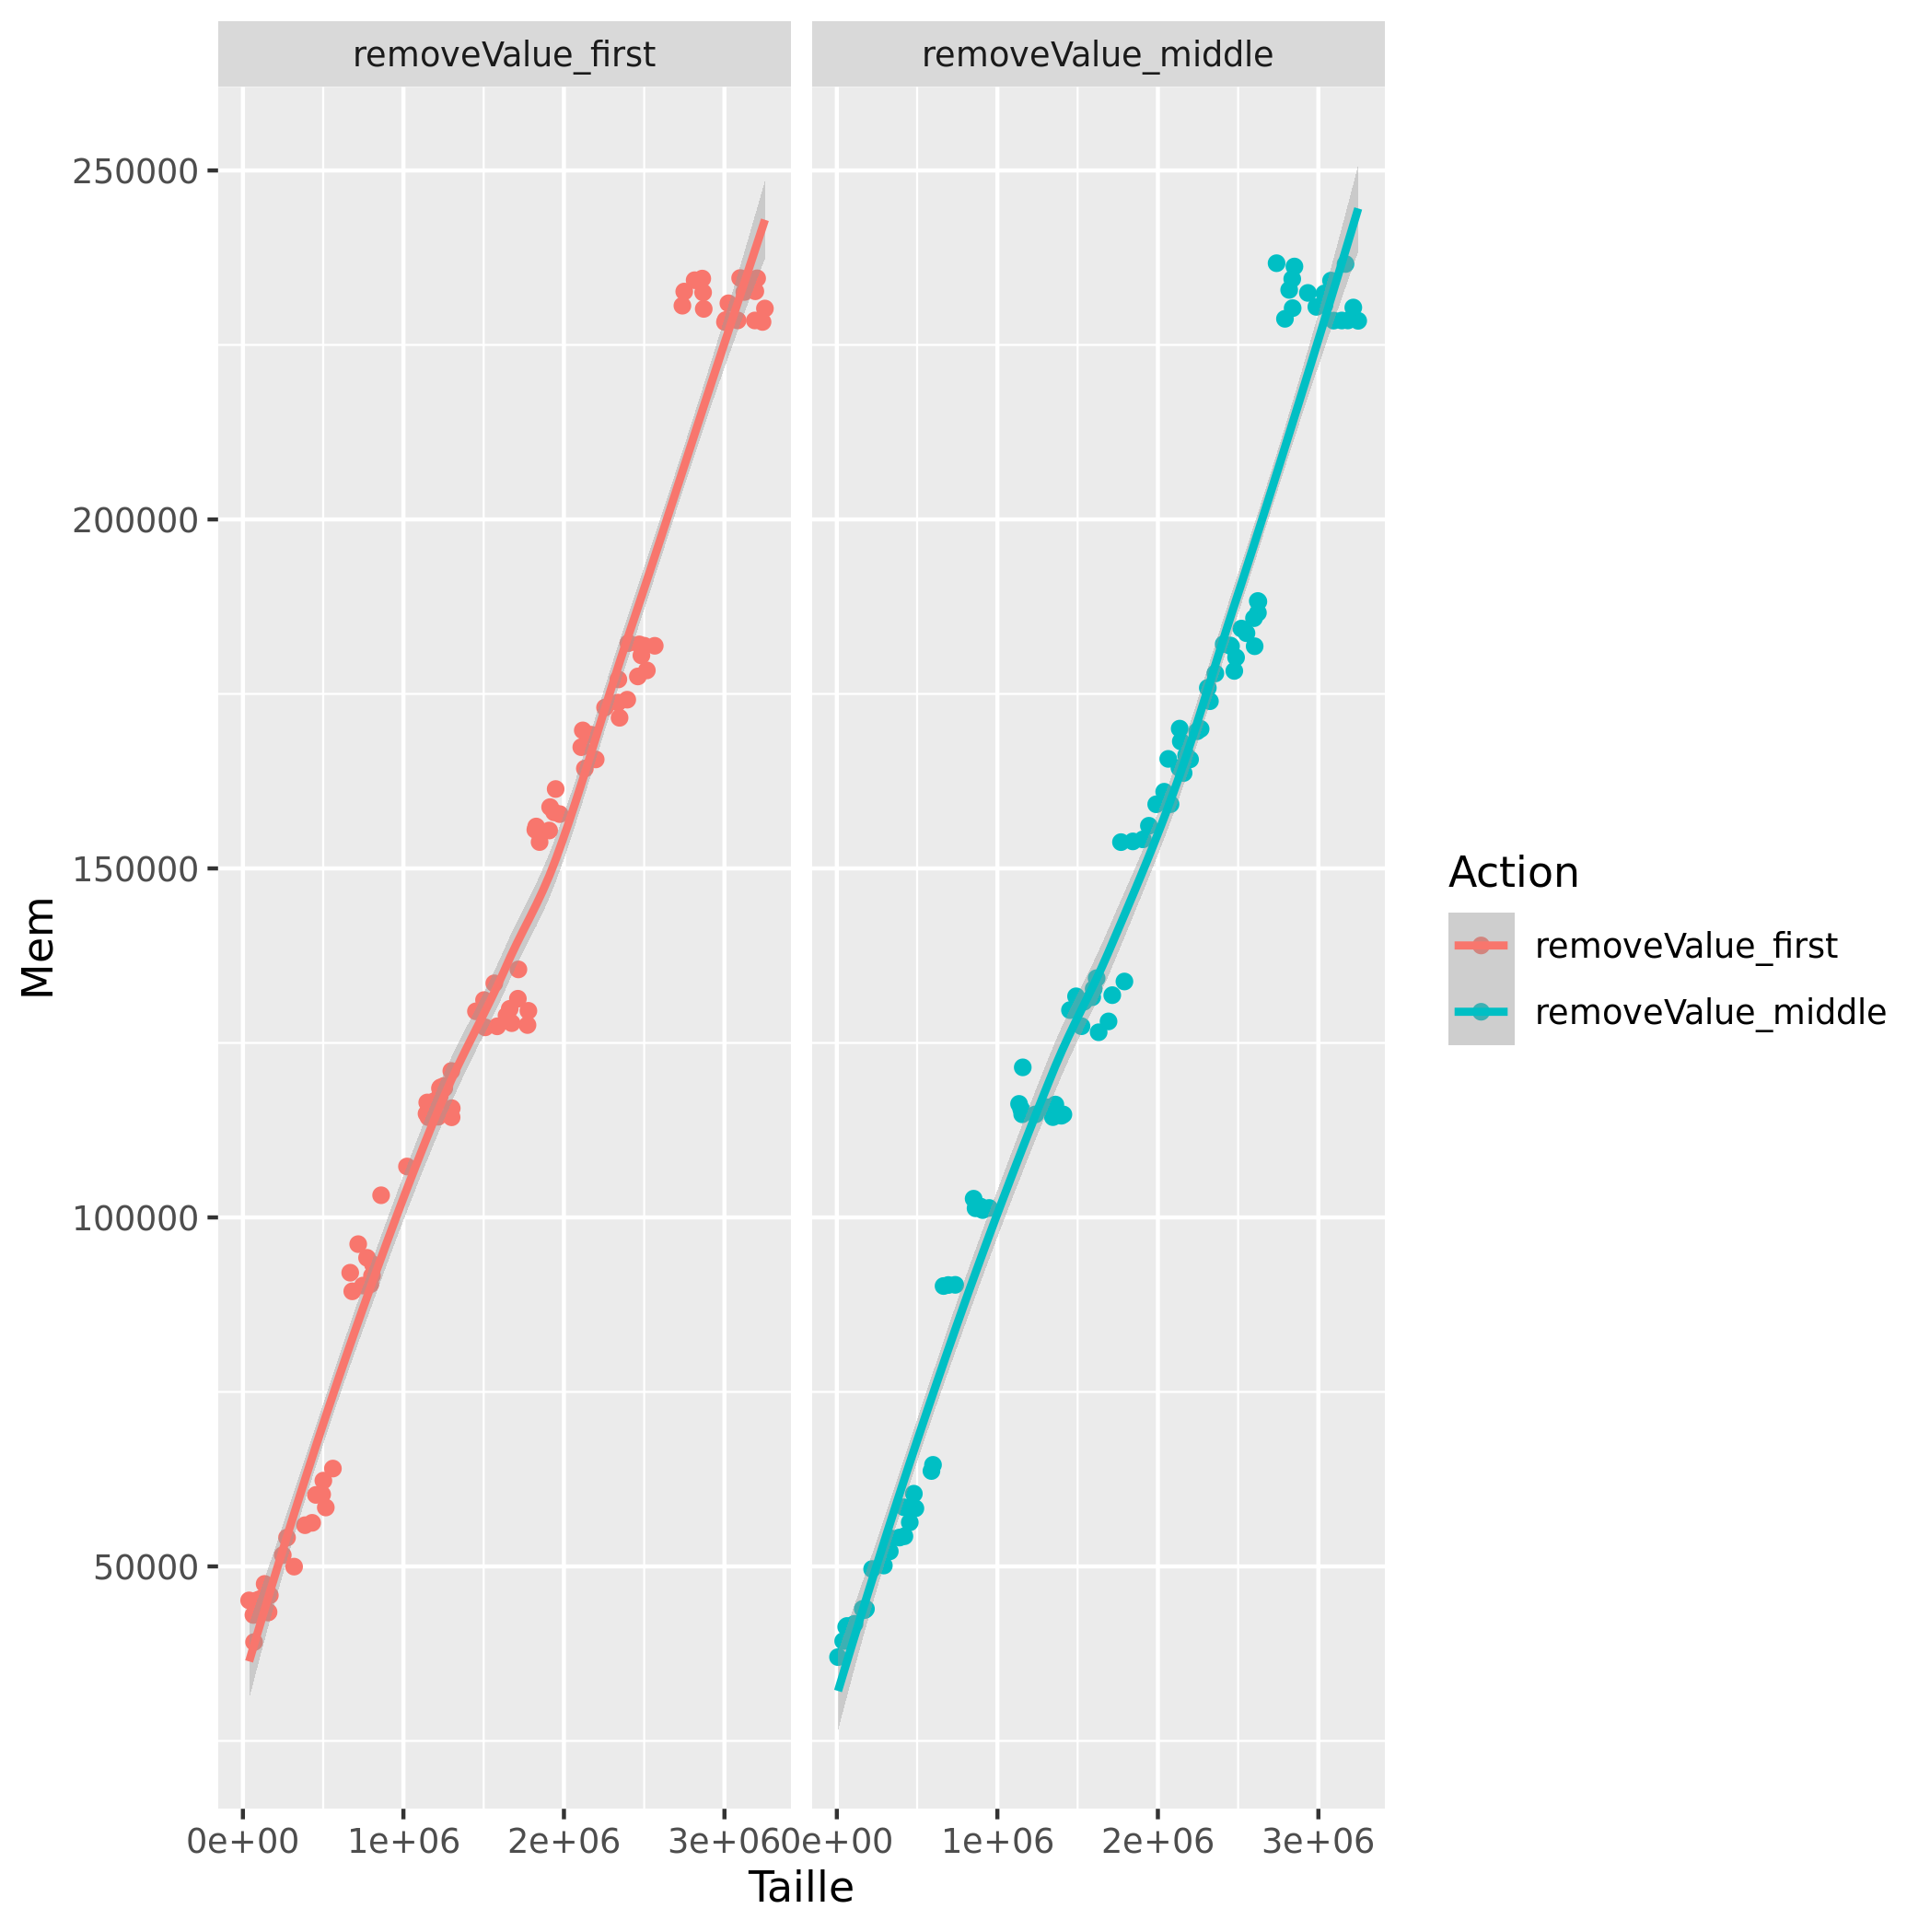 removeValue_first removeValue_middle
250000
200000
150000
100000
50000
Mem
0e+00 1e+06 2e+06 3e+06 0e+00 1e+06 2e+06 3e+06
Taille
Action
removeValue_first
removeValue_middle